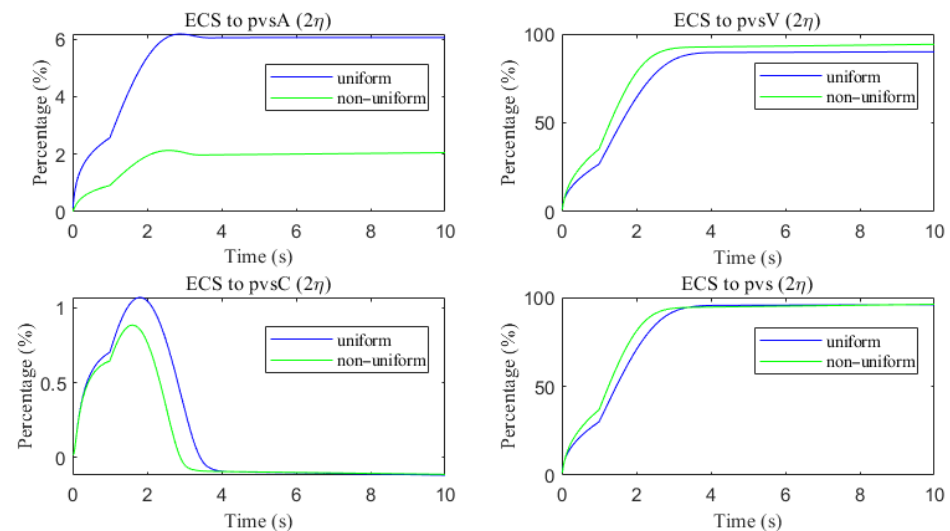 ECS to pvsA (2η)
Percentage (%)
6
4
2
0
uniform
non-uniform
0 2 4 6 8 10
Time (s)
ECS to pvsV (2η)
Percentage (%)
100
50
0
uniform
non-uniform
0 2 4 6 8 10
Time (s)
ECS to pvsC (2η)
Percentage (%)
1
0.5
0
uniform
non-uniform
0 2 4 6 8 10
Time (s)
ECS to pvs (2η)
Percentage (%)
100
50
0
uniform
non-uniform
0 2 4 6 8 10
Time (s)